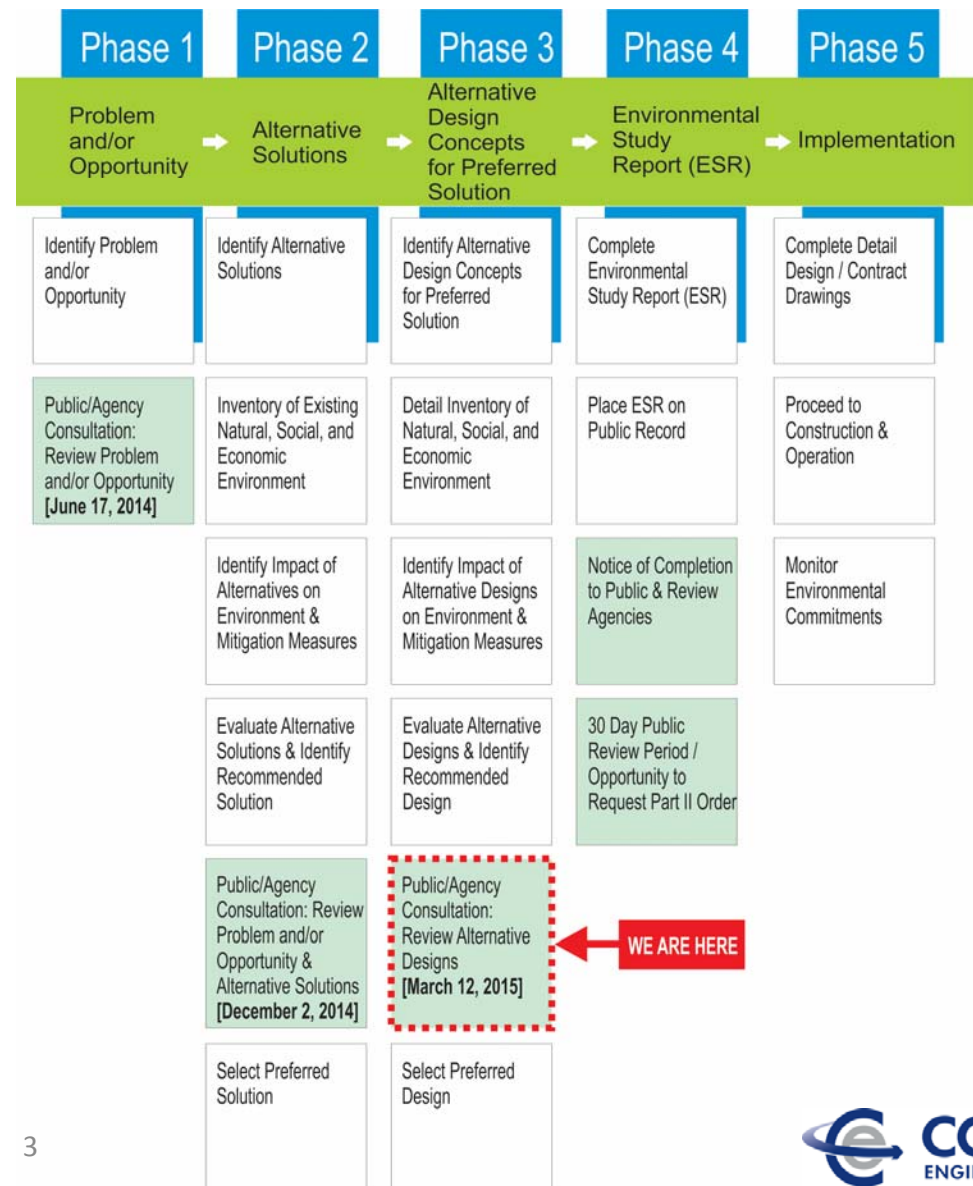 Phase 1
Phase 2
Phase 3
Phase 4
Phase 5
Problem
and/or
Opportunity
Alternative
Solutions
Alternative
Design
Concepts
for Preferred
Solution
Environmental
Study
Report (ESR)
Implementation
Identify Problem
and/or
Opportunity
Public/Agency
Consultation:
Review Problem
and/or Opportunity
[June 17, 2014]
Identify Alternative
Solutions
Inventory of Existing
Natural, Social, and
Economic
Environment
Identify Impact of
Alternatives on
Environment &
Mitigation Measures
Evaluate Alternative
Solutions & Identify
Recommended
Solution
Public/Agency
Consultation: Review
Problem and/or
Opportunity &
Alternative Solutions
[December 2, 2014]
Select Preferred
Solution
Identify Alternative
Design Concepts
for Preferred
Solution
Detail Inventory of
Natural, Social, and
Economic
Environment
Identify Impact of
Alternative Designs
on Environment &
Mitigation Measures
Evaluate Alternative
Designs & Identify
Recommended
Design
Public/Agency
Consultation:
Review Alternative
Designs
[March 12, 2015]
WE ARE HERE
Select Preferred
Design
Complete
Environmental
Study Report (ESR)
Place ESR on
Public Record
Notice of Completion
to Public & Review
Agencies
30 Day Public
Review Period /
Opportunity to
Request Part II Order
Complete Detail
Design / Contract
Drawings
Proceed to
Construction &
Operation
Monitor
Environmental
Commitments
3